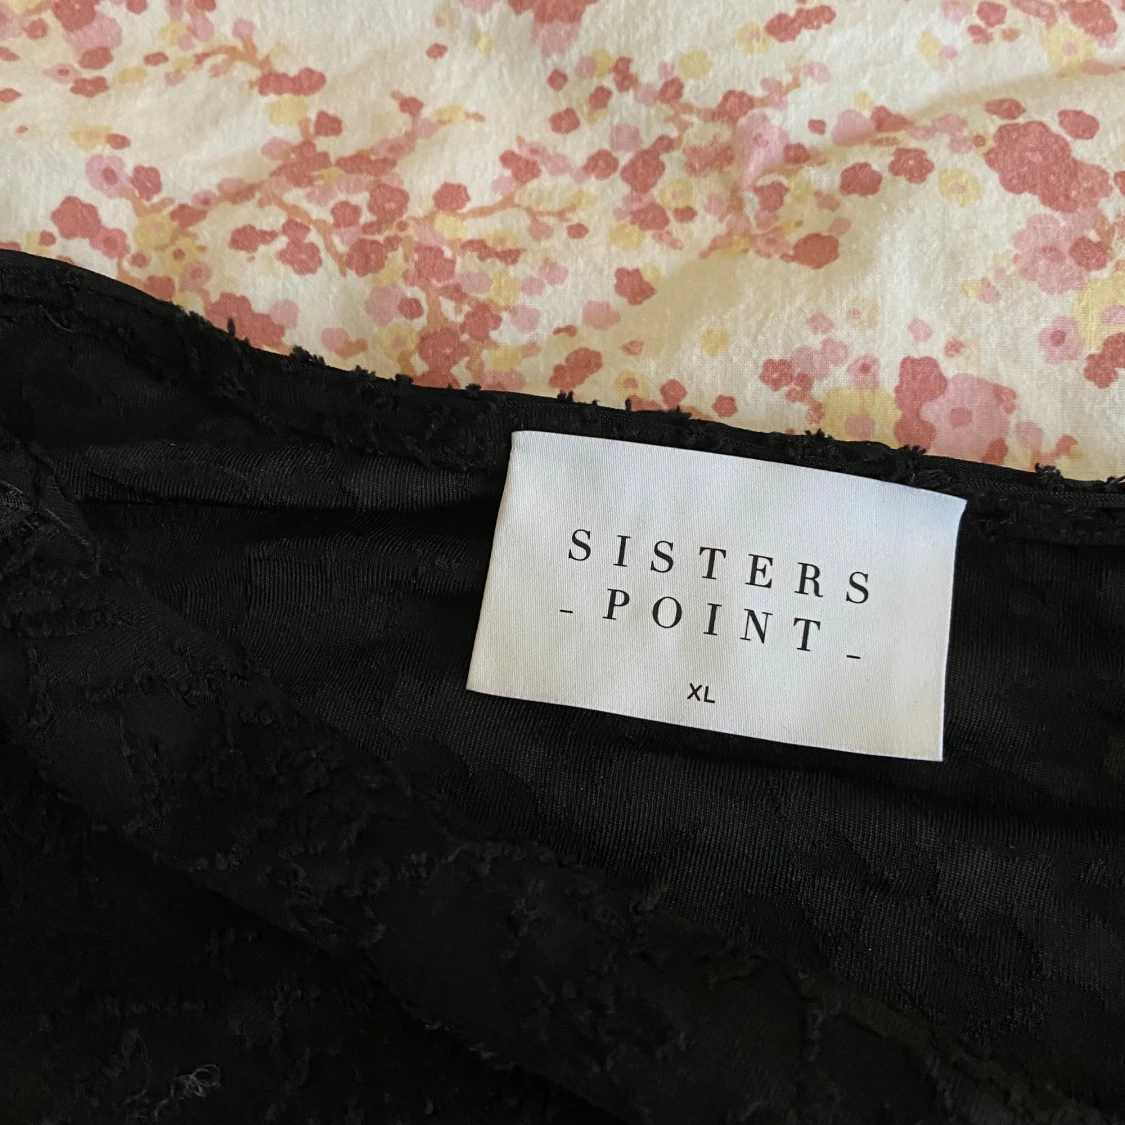 SISTERS
- POINT -
XL